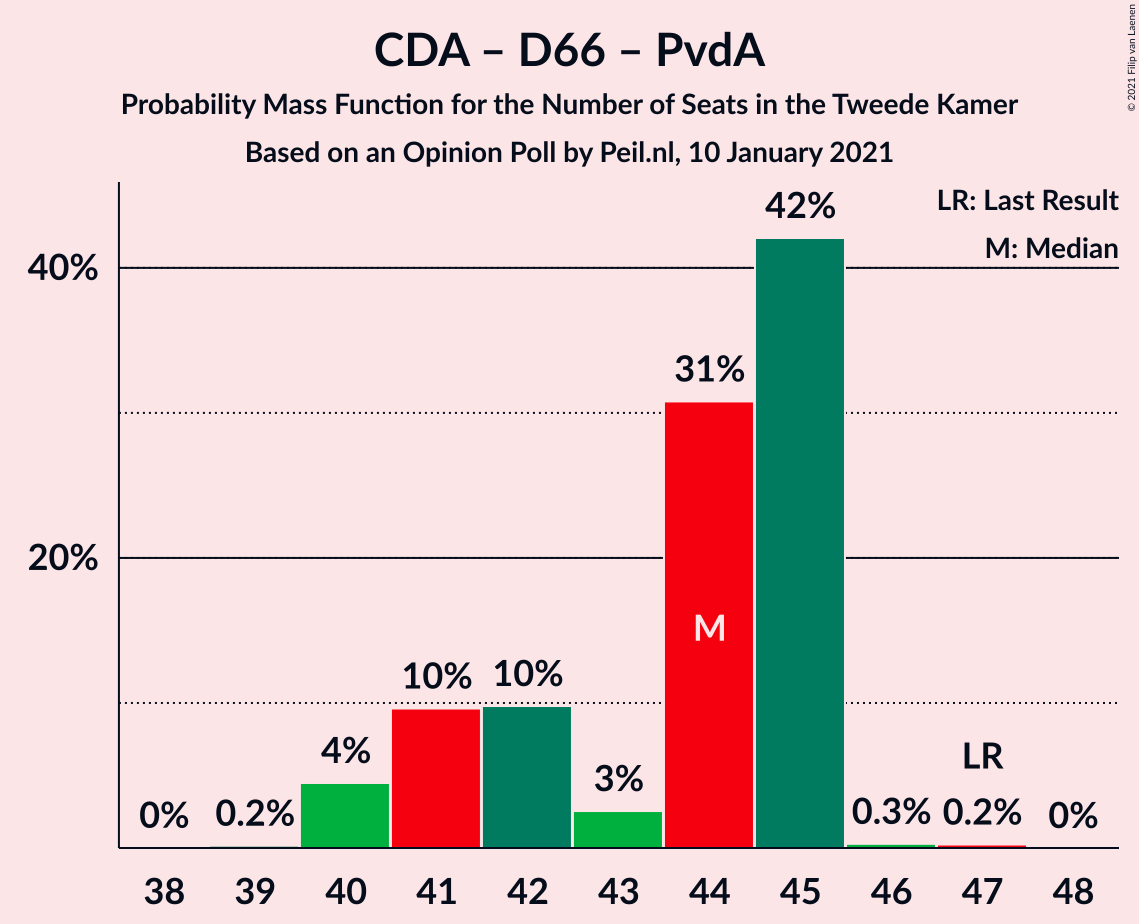 CDA – D66 – PvdA
Probability Mass Function for the Number of Seats in the Tweede Kamer
Based on an Opinion Poll by Peil.nl, 10 January 2021
© 2021 Filip van Laenen
LR: Last Result
M: Median
40%
20%
0%
0.2%
4%
10%
10%
3%
31%
M
42%
0.3%
LR
0.2%
0%
38 39 40 41 42 43 44 45 46 47 48